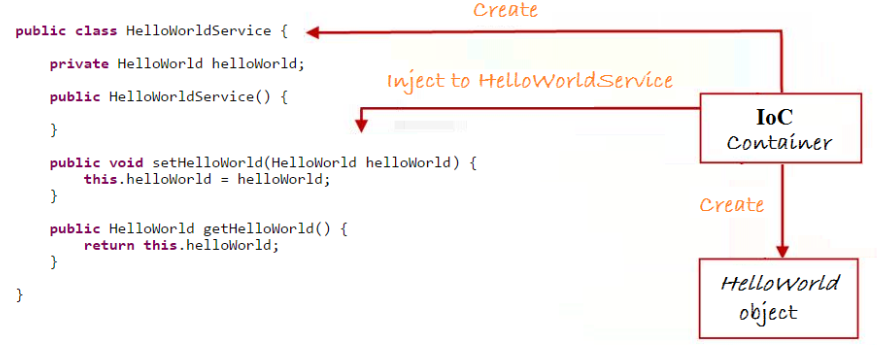 Create
public class HelloWorldService {
private HelloWorld helloWorld;
Inject to HelloWorldService
public HelloWorldService() {
IoC
Container
}
public void setHelloWorld(HelloWorld helloWorld) {
this.helloWorld = helloWorld;
}
Create
public HelloWorld getHelloWorld() {
return this.helloWorld;
}
HelloWorld
object
}